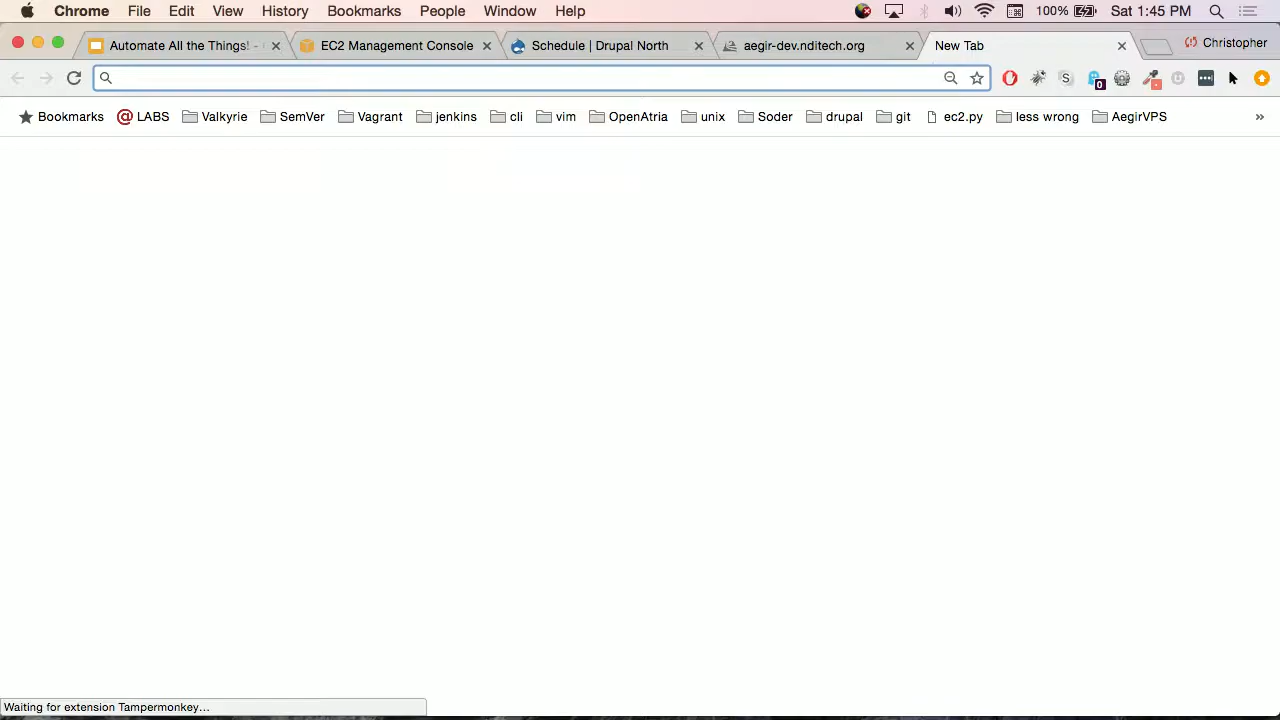 Chrome File Edit View History Bookmarks People Window Help 100% Sat 1:45 PM
Automate All the Things! - EC2 Management Console Schedule | Drupal North aegir-dev.nditech.org New Tab Christopher
S 0
Bookmarks @ LABS Valkyrie SemVer Vagrant jenkins cli vim OpenAtria unix Soder drupal git ec2.py less wrong AegirVPS »
Waiting for extension Tampermonkey...